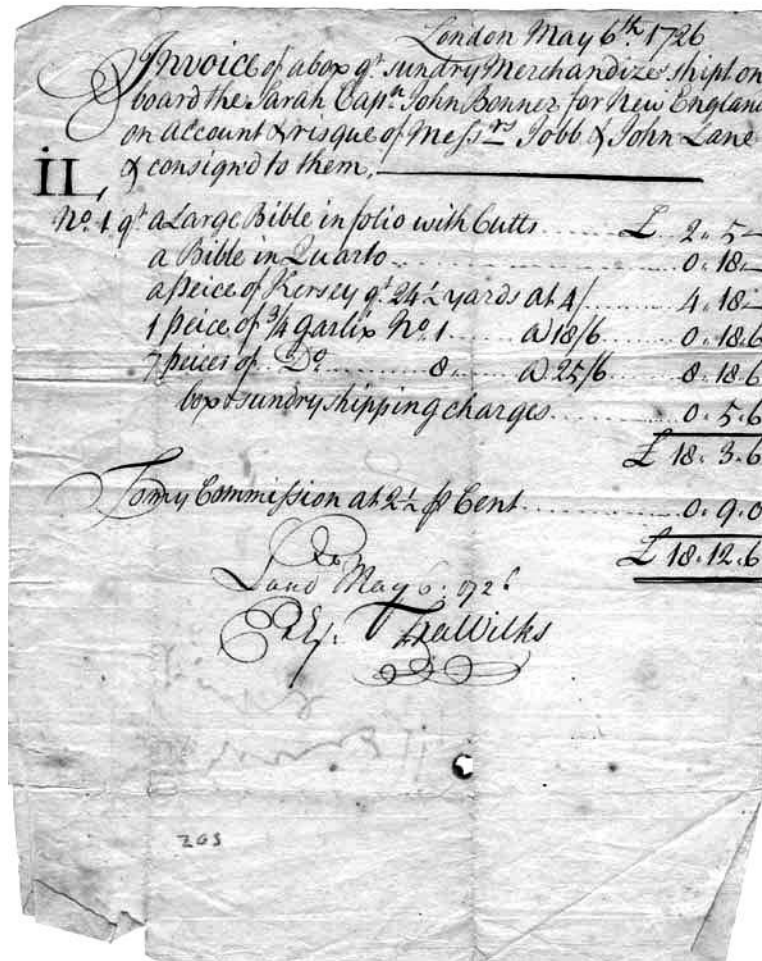 London May 6th. 1726
Invoice of a box qt. sundry Merchandize shipt on
board the Sarah Capth John Bonner for New England
on account & risque of Messrs Jobb & John Lane
& consign'd to them.
IL
No. 1 qt a Large Bible in folio with Cutts £ 2. 5 —
a Bible in Quarto 0. 18. —
a peice of Kersey qt. 24½ yards at 4/ 4. 18. —
1 peice of ¾ Garlix No. 1 a) 18/6 0. 18. 6
7 peices of Do 8 a) 25/6 8. 18. 6
box & sundry shipping charges 0. 5. 6
£ 18. 3. 6
To my Commission at 2½ p Cent 0. 9. 0
£ 18. 12. 6
May 6. 1726
Wilks
203